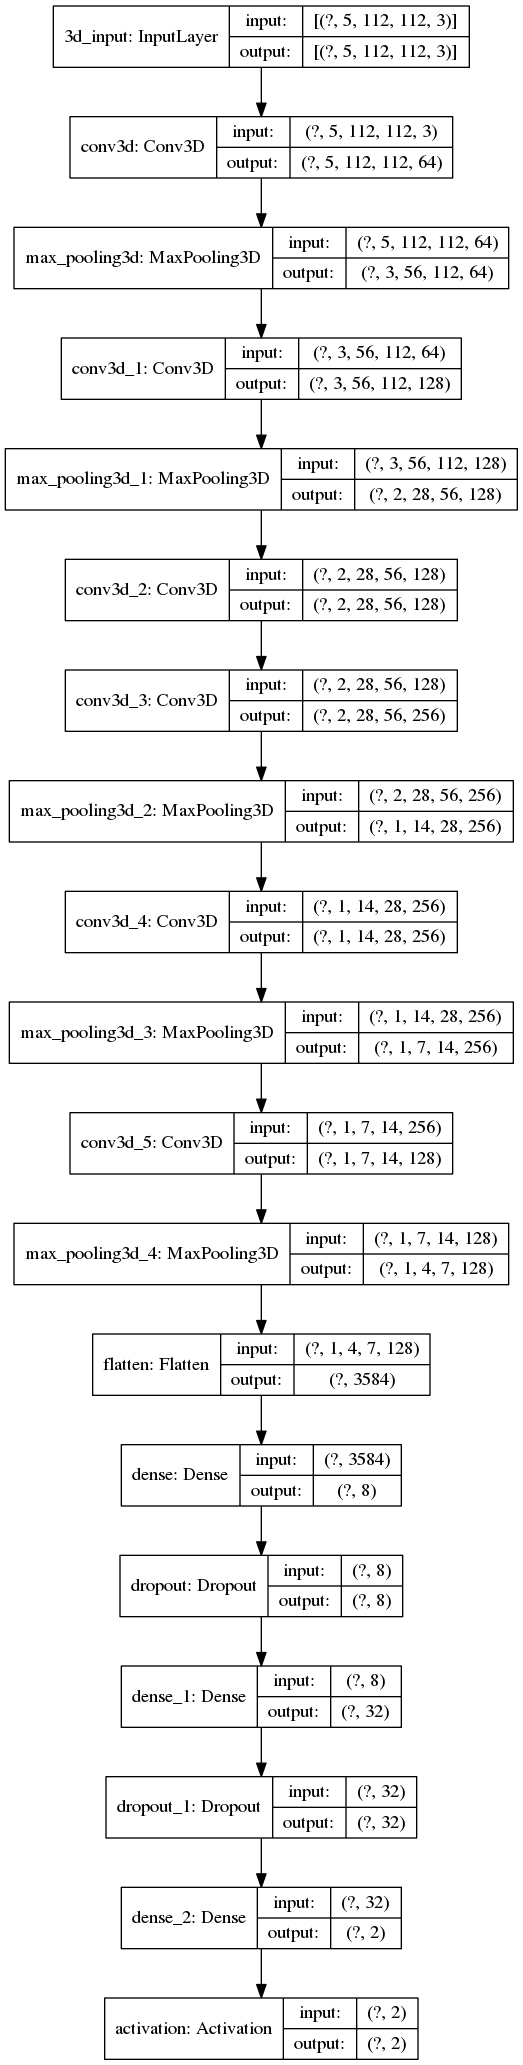 3d_input: InputLayer
input: [(?, 5, 112, 112, 3)]
output: [(?, 5, 112, 112, 3)]
conv3d: Conv3D
input: (?, 5, 112, 112, 3)
output: (?, 5, 112, 112, 64)
max_pooling3d: MaxPooling3D
input: (?, 5, 112, 112, 64)
output: (?, 3, 56, 112, 64)
conv3d_1: Conv3D
input: (?, 3, 56, 112, 64)
output: (?, 3, 56, 112, 128)
max_pooling3d_1: MaxPooling3D
input: (?, 3, 56, 112, 128)
output: (?, 2, 28, 56, 128)
conv3d_2: Conv3D
input: (?, 2, 28, 56, 128)
output: (?, 2, 28, 56, 128)
conv3d_3: Conv3D
input: (?, 2, 28, 56, 128)
output: (?, 2, 28, 56, 256)
max_pooling3d_2: MaxPooling3D
input: (?, 2, 28, 56, 256)
output: (?, 1, 14, 28, 256)
conv3d_4: Conv3D
input: (?, 1, 14, 28, 256)
output: (?, 1, 14, 28, 256)
max_pooling3d_3: MaxPooling3D
input: (?, 1, 14, 28, 256)
output: (?, 1, 7, 14, 256)
conv3d_5: Conv3D
input: (?, 1, 7, 14, 256)
output: (?, 1, 7, 14, 128)
max_pooling3d_4: MaxPooling3D
input: (?, 1, 7, 14, 128)
output: (?, 1, 4, 7, 128)
flatten: Flatten
input: (?, 1, 4, 7, 128)
output: (?, 3584)
dense: Dense
input: (?, 3584)
output: (?, 8)
dropout: Dropout
input: (?, 8)
output: (?, 8)
dense_1: Dense
input: (?, 8)
output: (?, 32)
dropout_1: Dropout
input: (?, 32)
output: (?, 32)
dense_2: Dense
input: (?, 32)
output: (?, 2)
activation: Activation
input: (?, 2)
output: (?, 2)